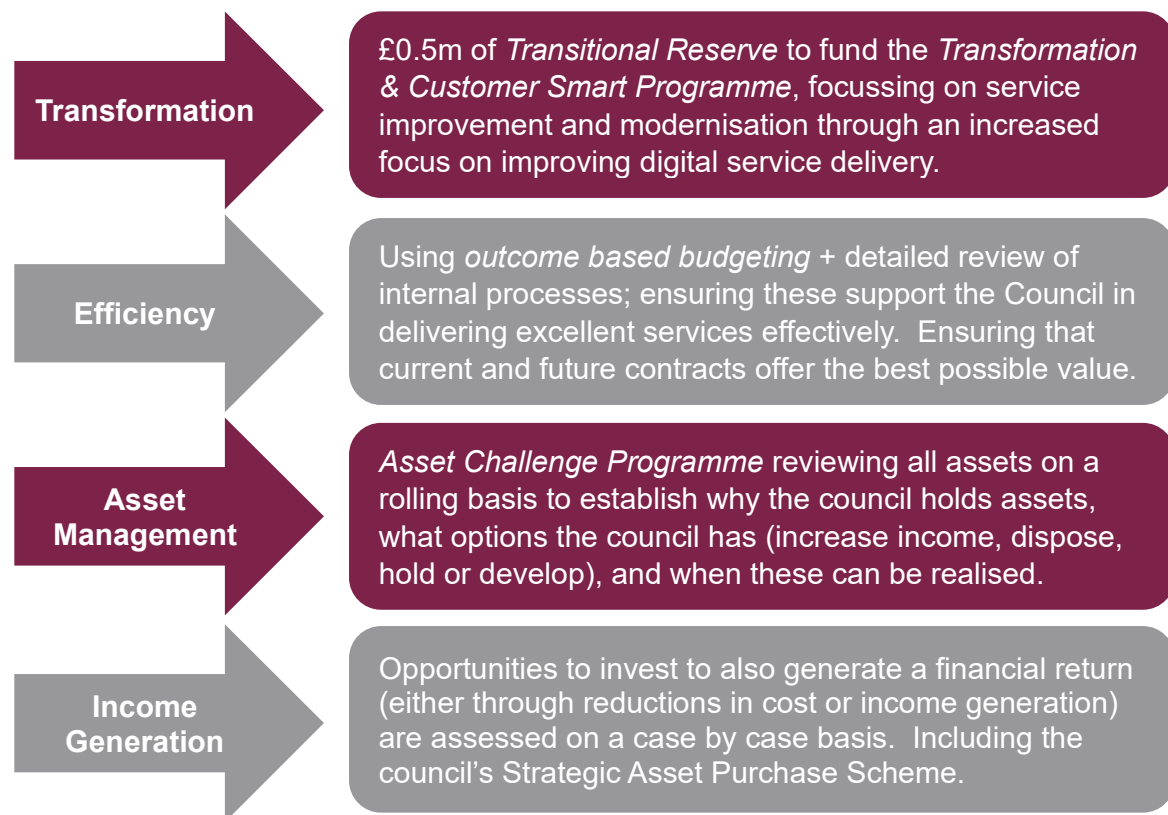 Transformation
£0.5m of Transitional Reserve to fund the Transformation
& Customer Smart Programme, focussing on service
improvement and modernisation through an increased
focus on improving digital service delivery.
Efficiency
Using outcome based budgeting + detailed review of
internal processes; ensuring these support the Council in
delivering excellent services effectively.  Ensuring that
current and future contracts offer the best possible value.
Asset
Management
Asset Challenge Programme reviewing all assets on a
rolling basis to establish why the council holds assets,
what options the council has (increase income, dispose,
hold or develop), and when these can be realised.
Income
Generation
Opportunities to invest to also generate a financial return
(either through reductions in cost or income generation)
are assessed on a case by case basis.  Including the
council’s Strategic Asset Purchase Scheme.